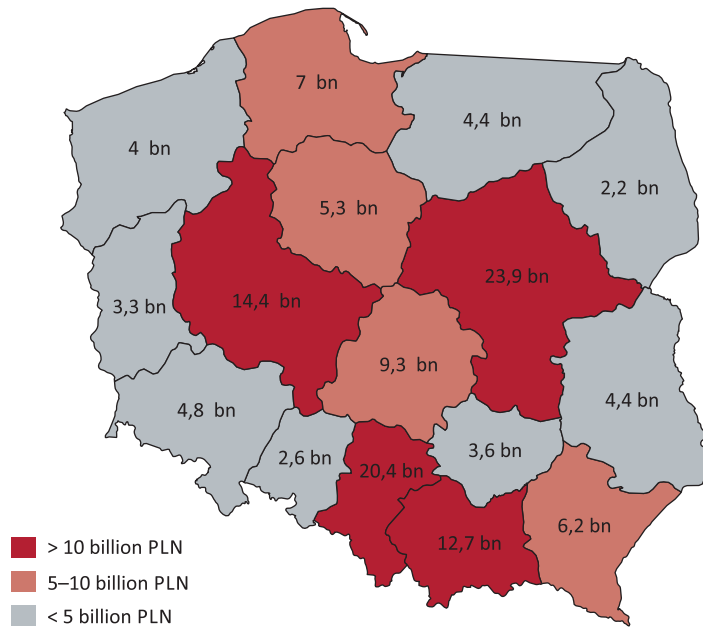 7 bn
4,4 bn
4 bn
2,2 bn
5,3 bn
23,9 bn
14,4 bn
3,3 bn
9,3 bn
4,4 bn
4,8 bn
3,6 bn
2,6 bn
20,4 bn
6,2 bn
12,7 bn
> 10 billion PLN
5–10 billion PLN
< 5 billion PLN